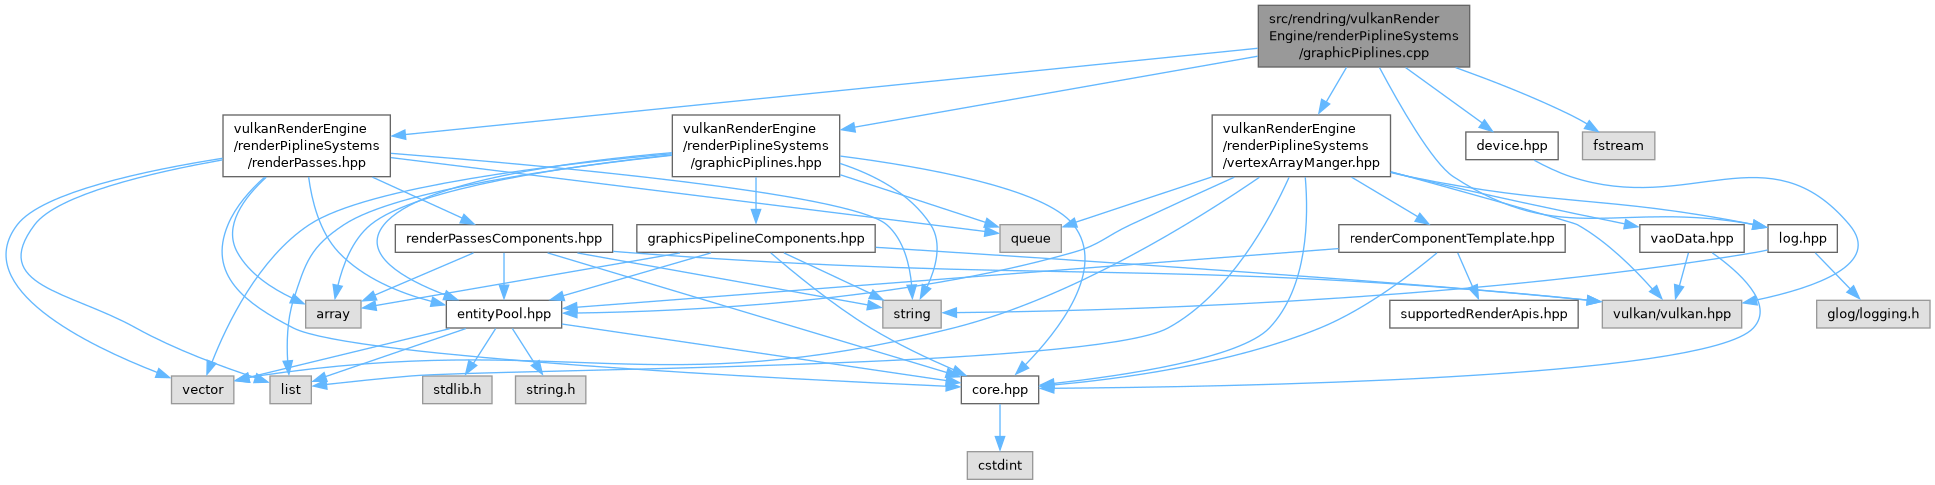 src/rendring/vulkanRender
Engine/renderPiplineSystems
/graphicPiplines.cpp
vulkanRenderEngine
/renderPiplineSystems
/renderPasses.hpp
vulkanRenderEngine
/renderPiplineSystems
/graphicPiplines.hpp
vulkanRenderEngine
/renderPiplineSystems
/vertexArrayManger.hpp
device.hpp
fstream
renderPassesComponents.hpp
graphicsPipelineComponents.hpp
queue
renderComponentTemplate.hpp
vaoData.hpp
log.hpp
array
entityPool.hpp
string
supportedRenderApis.hpp
vulkan/vulkan.hpp
glog/logging.h
vector
list
stdlib.h
string.h
core.hpp
cstdint